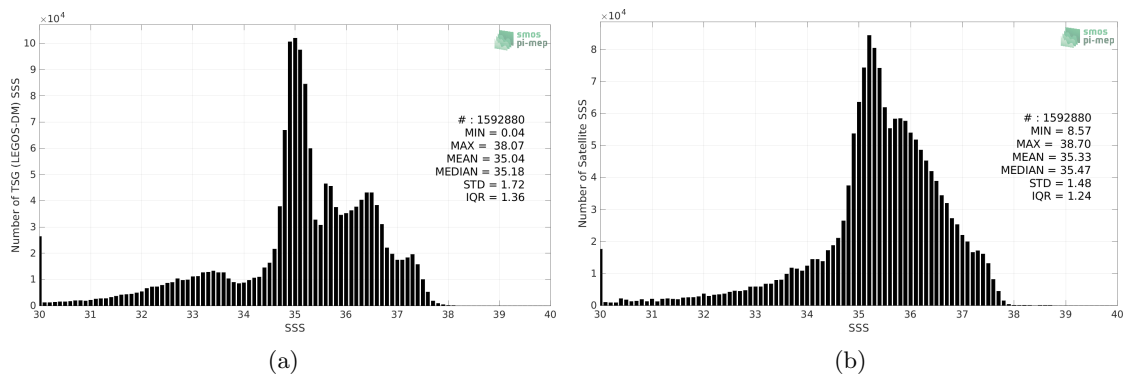 ×10⁴
10
9
8
7
6
5
4
3
2
1
0
Number of TSG (LEGOS-DM) SSS
smos
pi-mep
# : 1592880
MIN = 0.04
MAX = 38.07
MEAN = 35.04
MEDIAN = 35.18
STD = 1.72
IQR = 1.36
30 31 32 33 34 35 36 37 38 39 40
SSS
(a)
×10⁴
8
7
6
5
4
3
2
1
0
Number of Satellite SSS
smos
pi-mep
# : 1592880
MIN = 8.57
MAX = 38.70
MEAN = 35.33
MEDIAN = 35.47
STD = 1.48
IQR = 1.24
30 31 32 33 34 35 36 37 38 39 40
SSS
(b)